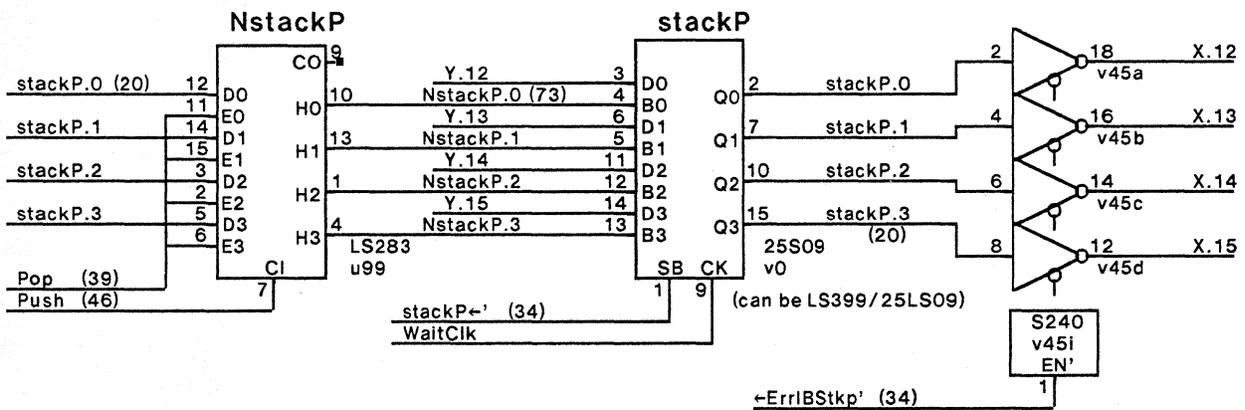 NstackP
stackP
CO 9
stackP.0 (20) 12 D0
11 E0
stackP.1 14 D1
15 E1
stackP.2 3 D2
2 E2
stackP.3 5 D3
6 E3
10 H0
13 H1
1 H2
4 H3
LS283
u99
CI
7
Pop (39)
Push (46)
Y.12 3 D0
NstackP.0 (73) 4 B0
Y.13 6 D1
NstackP.1 5 B1
Y.14 11 D2
NstackP.2 12 B2
Y.15 14 D3
NstackP.3 13 B3
Q0 2 stackP.0
Q1 7 stackP.1
Q2 10 stackP.2
Q3 15 stackP.3
(20)
25S09
v0
SB CK
1 9
(can be LS399/25LS09)
stackP←' (34)
WaitClk
2 18 X.12
v45a
4 16 X.13
v45b
6 14 X.14
v45c
8 12 X.15
v45d
S240
v45i
EN'
1
←ErrIBStkp' (34)